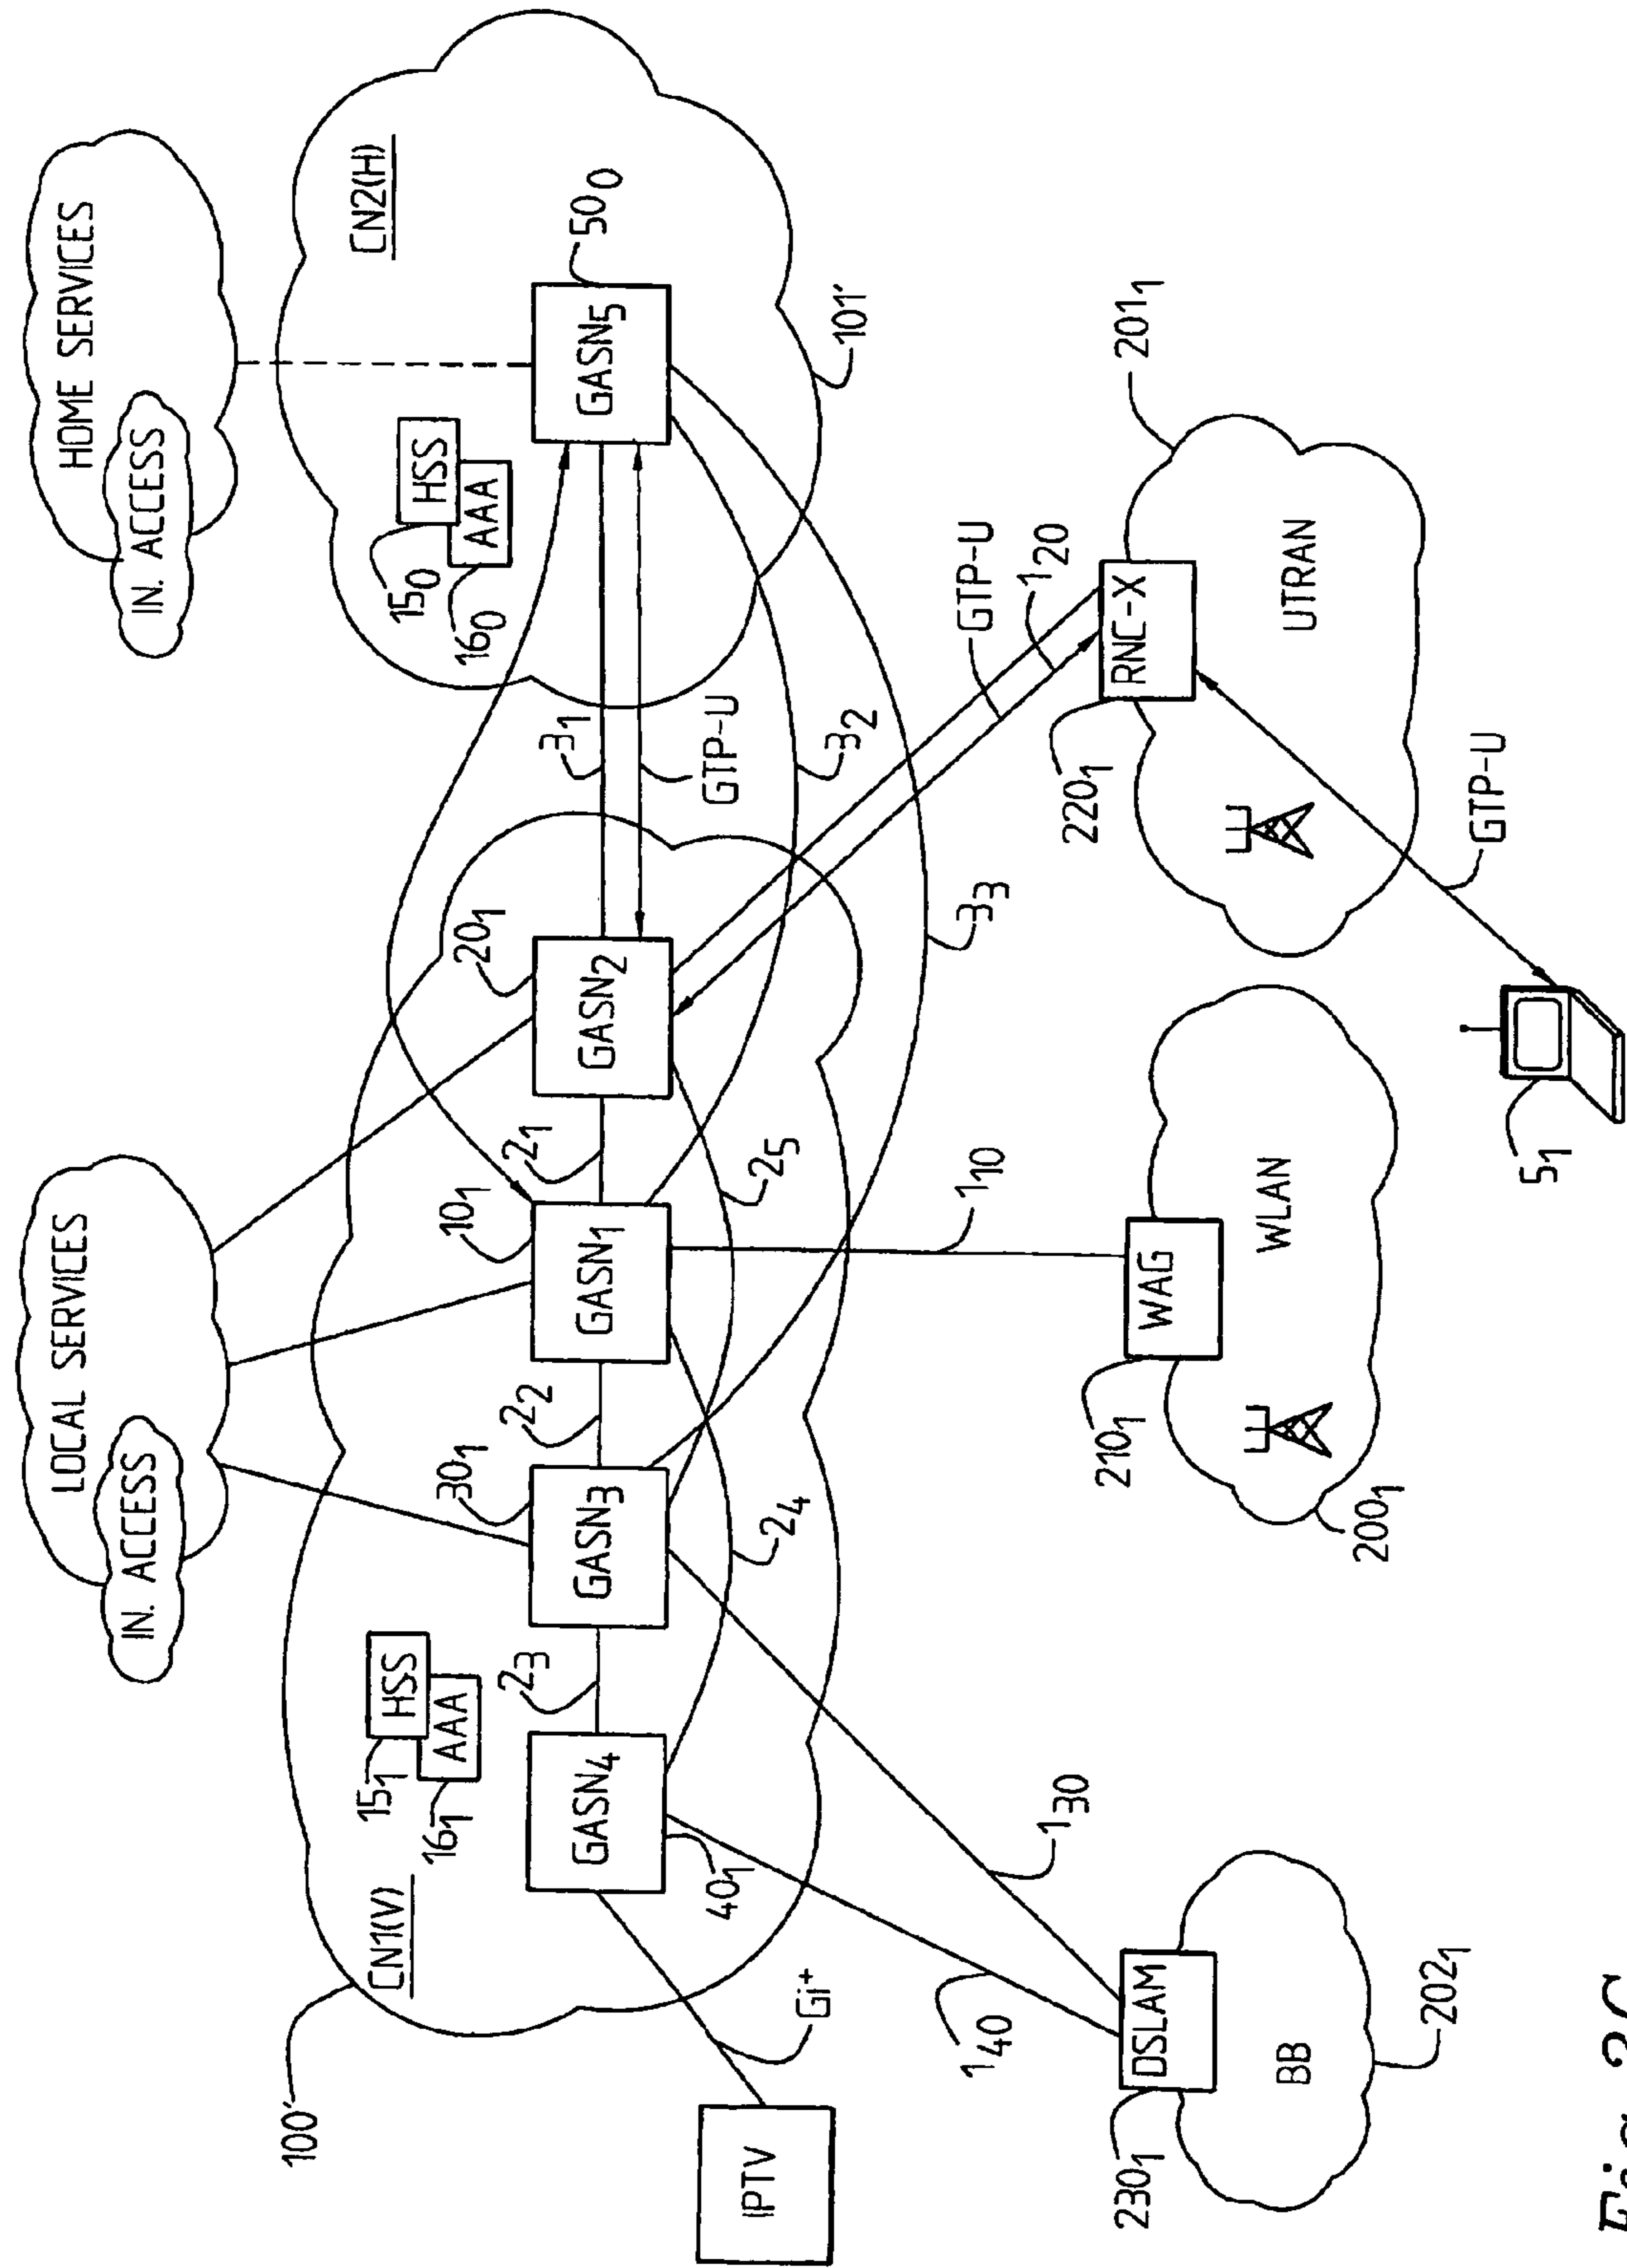 LOCAL SERVICES
IN. ACCESS
HOME SERVICES
IN. ACCESS
100'
CN1(V)
15₁
HSS
16₁
AAA
CN2(H)
15₀
HSS
16₀
AAA
IPTV
Gi⁺
GASN₄
40₁
2₃
GASN₃
30₁
2₂
GASN₁
10₁
2₁
GASN₂
20₁
3₁
GTP-U
GASN₅
50₀
101'
2₄
2₅
3₂
3₃
1₄₀
1₃₀
1₁₀
GTP-U
1₂₀
230₁
DSLAM
BB
202₁
210₁
WAG
WLAN
200₁
220₁
RNC-X
UTRAN
201₁
5₁
GTP-U